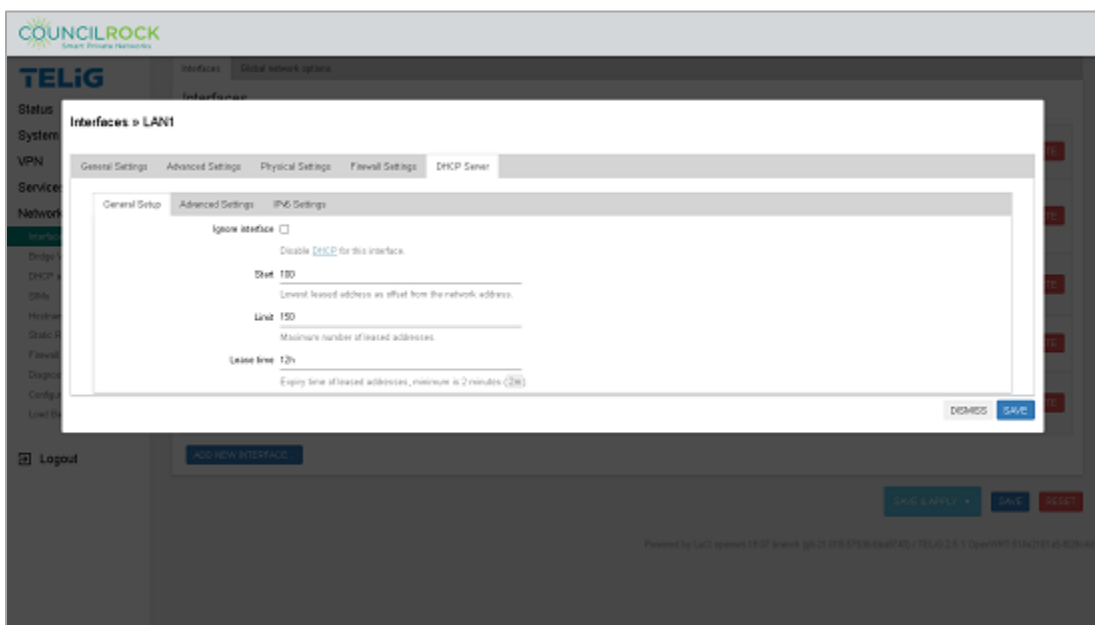 COUNCILROCK
Smart Private Networks
TELiG
Interfaces Global network options
Interfaces
Status
System
VPN
Services
Network
Interfaces » LAN1
General Settings Advanced Settings Physical Settings Firewall Settings DHCP Server
General Setup Advanced Settings IPv6 Settings
Ignore interface
Disable DHCP for this interface.
Start 100
Lowest leased address as offset from the network address.
Limit 150
Maximum number of leased addresses.
Lease time 12h
Expiry time of leased addresses, minimum is 2 minutes (2m)
DISMISS SAVE
Logout
ADD NEW INTERFACE
SAVE & APPLY SAVE RESET